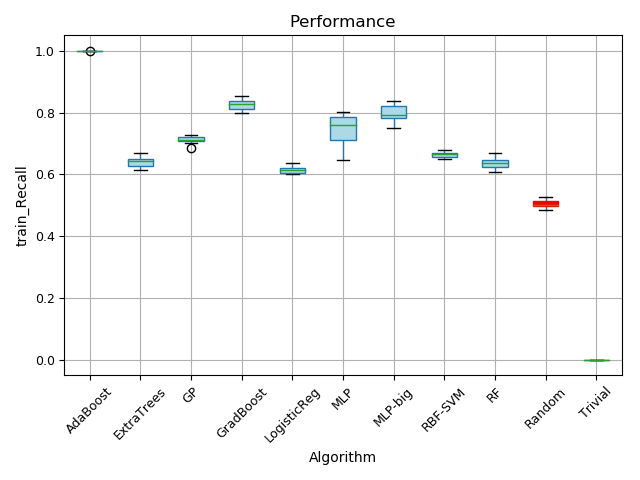 Performance
train_Recall
1.0
0.8
0.6
0.4
0.2
0.0
AdaBoost
ExtraTrees
GP
GradBoost
LogisticReg
MLP
MLP-big
RBF-SVM
RF
Random
Trivial
Algorithm